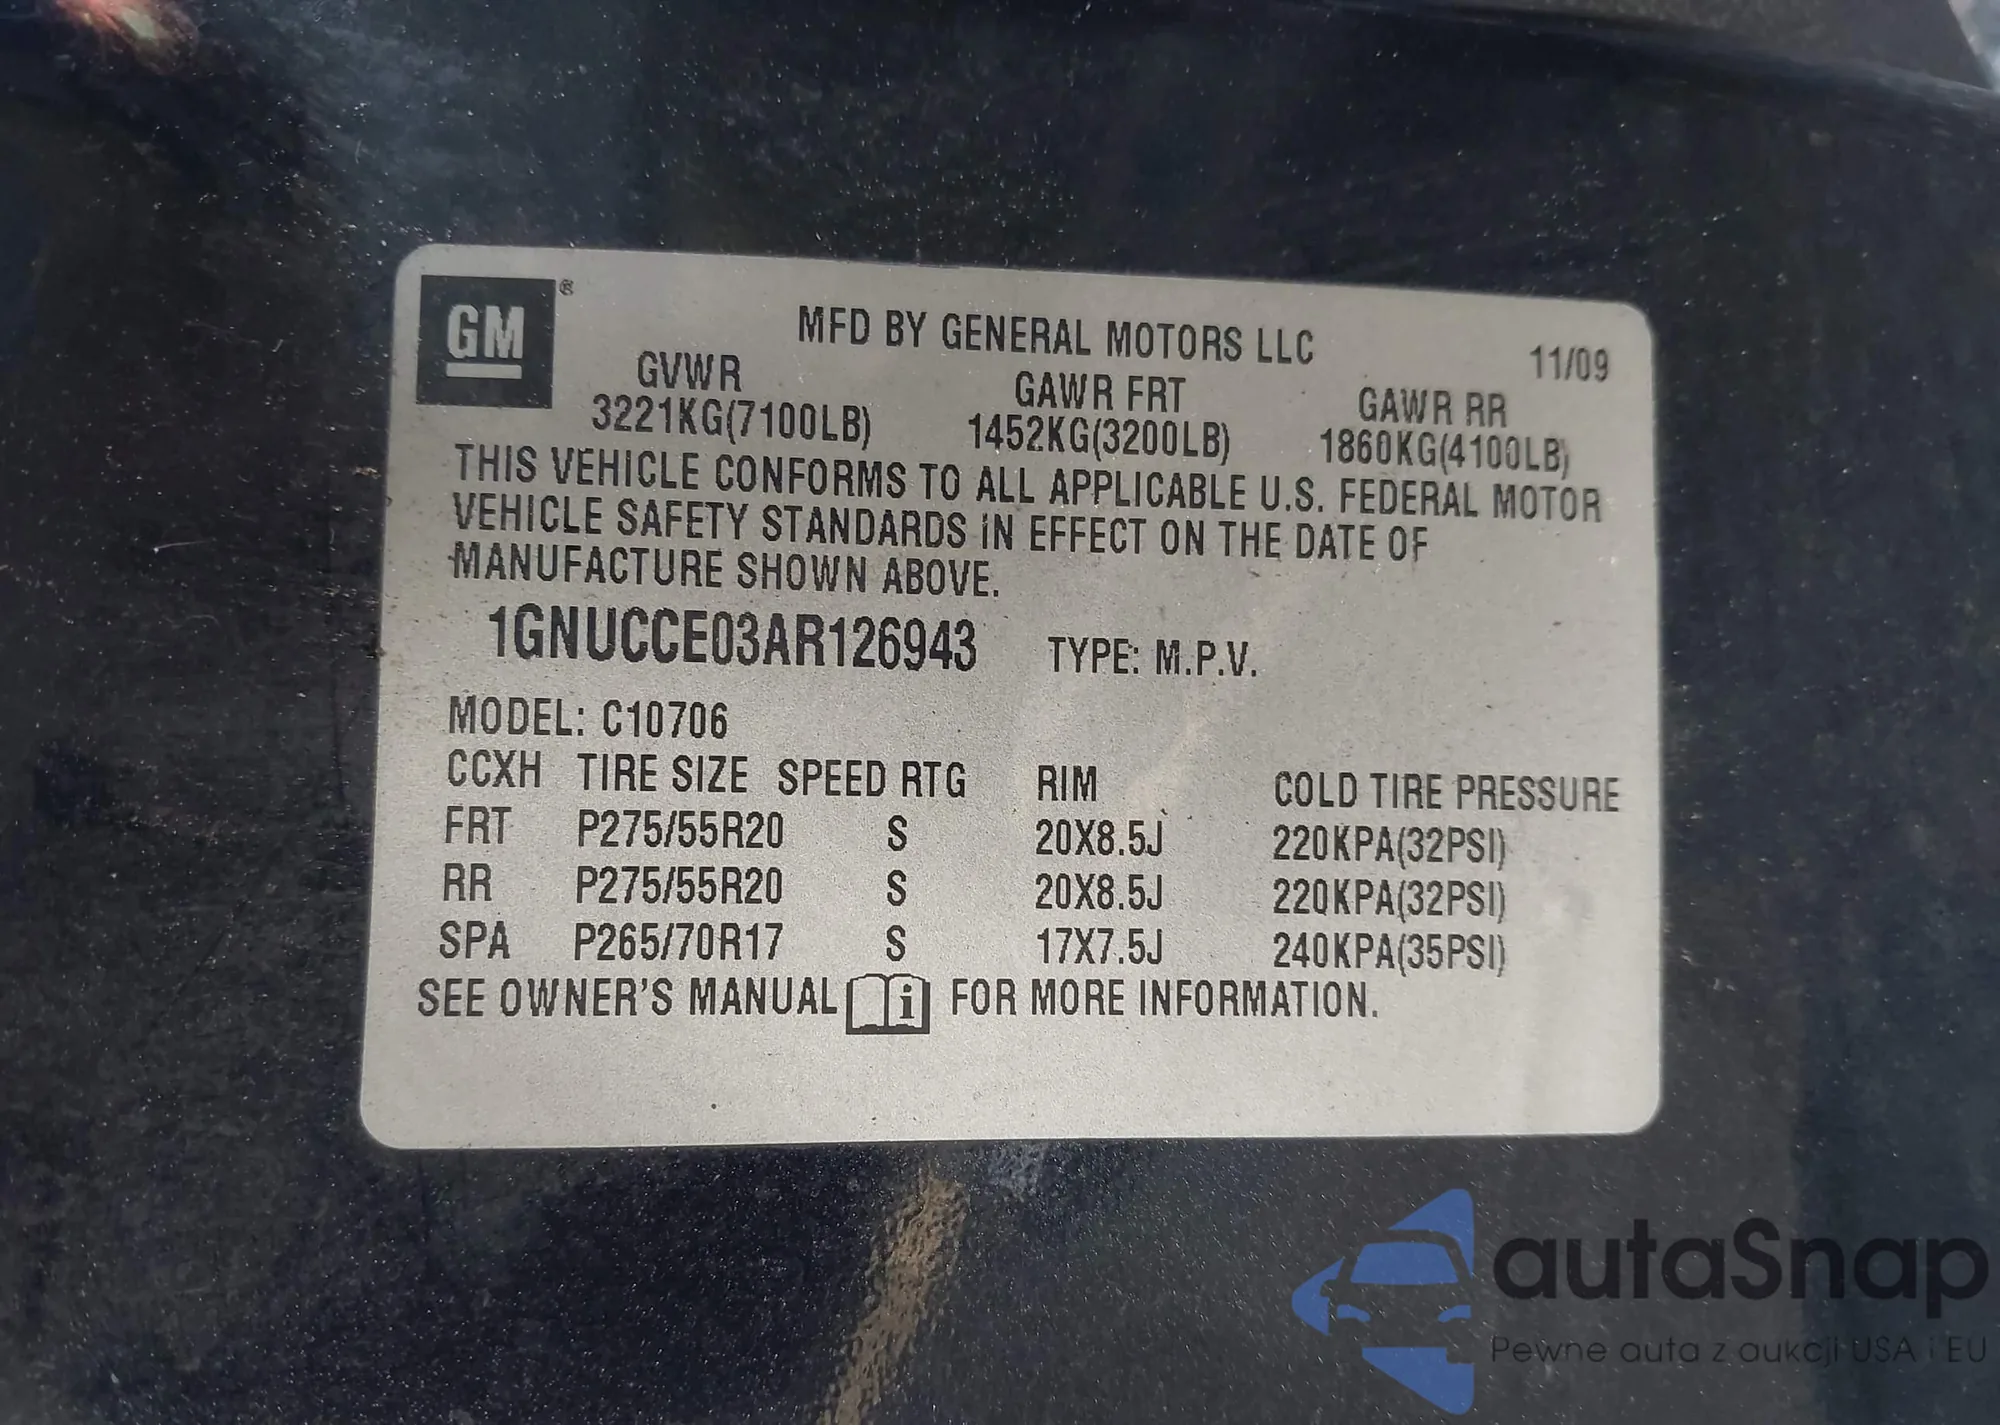 GM ®
MFD BY GENERAL MOTORS LLC
11/09
GVWR GAWR FRT GAWR RR
3221KG(7100LB) 1452KG(3200LB) 1860KG(4100LB)
THIS VEHICLE CONFORMS TO ALL APPLICABLE U.S. FEDERAL MOTOR
VEHICLE SAFETY STANDARDS IN EFFECT ON THE DATE OF
MANUFACTURE SHOWN ABOVE.
1GNUCCE03AR126943 TYPE: M.P.V.
MODEL: C10706
CCXH TIRE SIZE SPEED RTG RIM COLD TIRE PRESSURE
FRT P275/55R20 S 20X8.5J 220KPA(32PSI)
RR P275/55R20 S 20X8.5J 220KPA(32PSI)
SPA P265/70R17 S 17X7.5J 240KPA(35PSI)
SEE OWNER'S MANUAL i FOR MORE INFORMATION.
autaSnap
Pewne auta z aukcji USA i EU